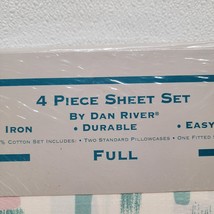 4 Piece Sheet Set
By Dan River®
Iron • Durable • Easy
% Cotton Set Includes: • Two Standard Pillowcases • One Fitted
Full